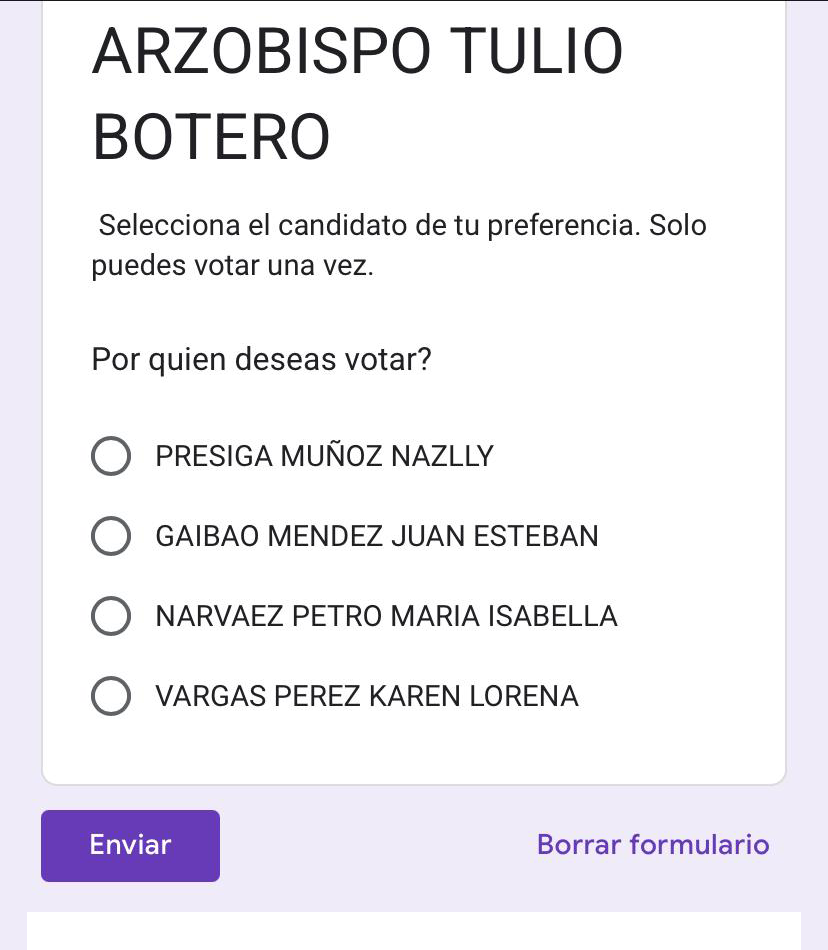 ARZOBISPO TULIO
BOTERO
Selecciona el candidato de tu preferencia. Solo
puedes votar una vez.
Por quien deseas votar?
PRESIGA MUÑOZ NAZLLY
GAIBAO MENDEZ JUAN ESTEBAN
NARVAEZ PETRO MARIA ISABELLA
VARGAS PEREZ KAREN LORENA
Enviar
Borrar formulario